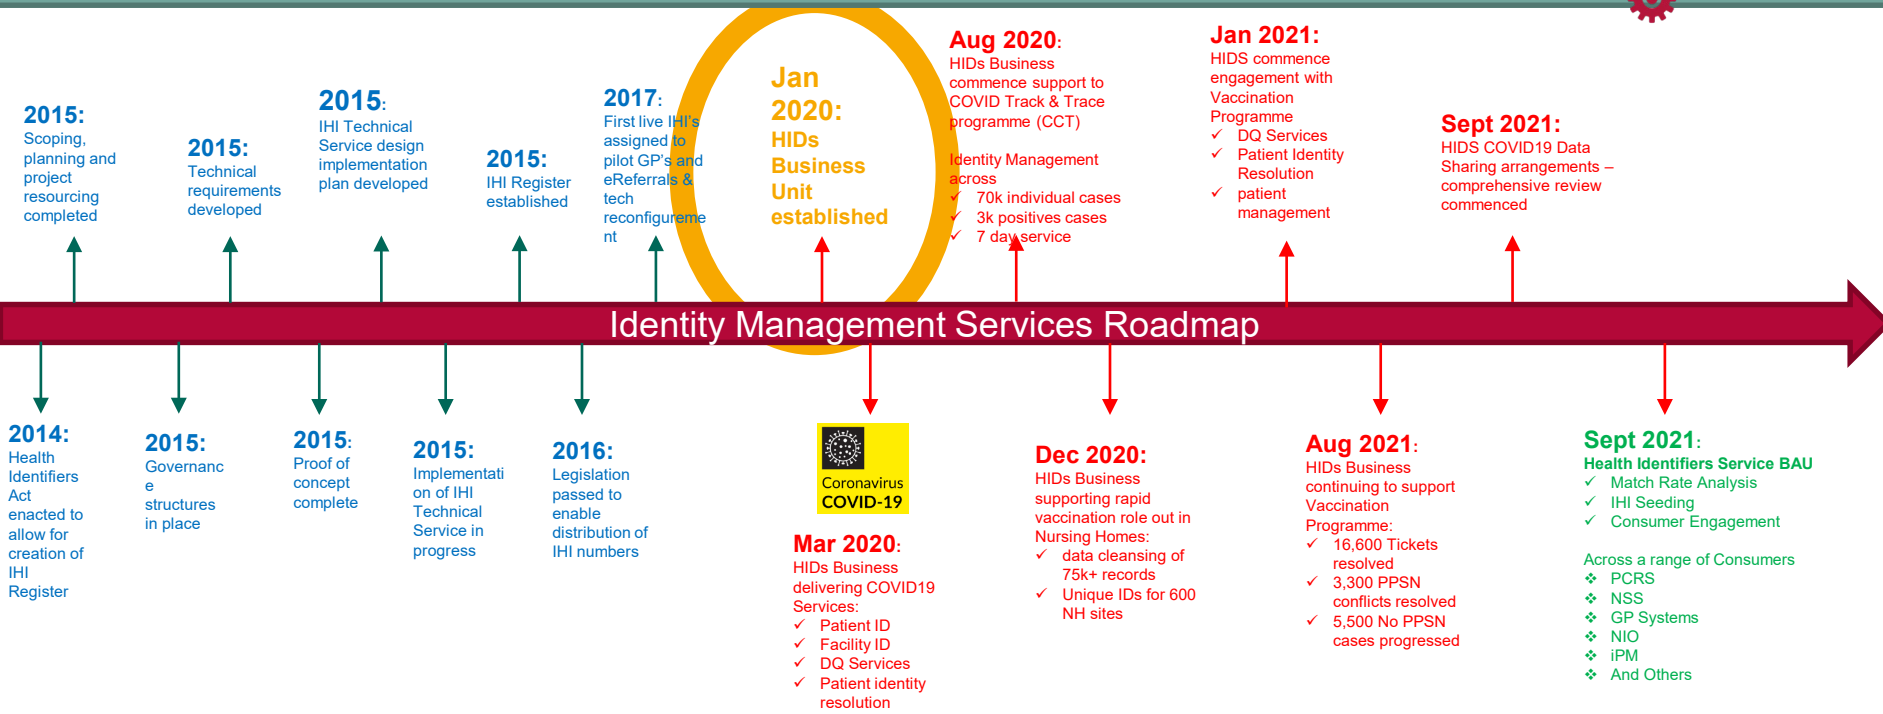 2015:
Scoping,
planning and
project
resourcing
completed
2015:
Technical
requirements
developed
2015:
IHI Technical
Service design
implementation
plan developed
2015:
IHI Register
established
2017:
First live IHI's
assigned to
pilot GP's and
eReferrals &
tech
reconfigureme
nt
Jan
2020:
HIDs
Business
Unit
established
Aug 2020:
HIDs Business
commence support to
COVID Track & Trace
programme (CCT)
Identity Management
across
✓ 70k individual cases
✓ 3k positives cases
✓ 7 day service
Jan 2021:
HIDS commence
engagement with
Vaccination
Programme
✓ DQ Services
✓ Patient Identity
Resolution
✓ patient
management
Sept 2021:
HIDS COVID19 Data
Sharing arrangements –
comprehensive review
commenced
Identity Management Services Roadmap
2014:
Health
Identifiers
Act
enacted to
allow for
creation of
IHI
Register
2015:
Governanc
e
structures
in place
2015:
Proof of
concept
complete
2015:
Implementati
on of IHI
Technical
Service in
progress
2016:
Legislation
passed to
enable
distribution of
IHI numbers
Coronavirus
COVID-19
Mar 2020:
HIDs Business
delivering COVID19
Services:
✓ Patient ID
✓ Facility ID
✓ DQ Services
✓ Patient identity
resolution
Dec 2020:
HIDs Business
supporting rapid
vaccination role out in
Nursing Homes:
✓ data cleansing of
75k+ records
✓ Unique IDs for 600
NH sites
Aug 2021:
HIDs Business
continuing to support
Vaccination
Programme:
✓ 16,600 Tickets
resolved
✓ 3,300 PPSN
conflicts resolved
✓ 5,500 No PPSN
cases progressed
Sept 2021:
Health Identifiers Service BAU
✓ Match Rate Analysis
✓ IHI Seeding
✓ Consumer Engagement
Across a range of Consumers
❖ PCRS
❖ NSS
❖ GP Systems
❖ NIO
❖ iPM
❖ And Others